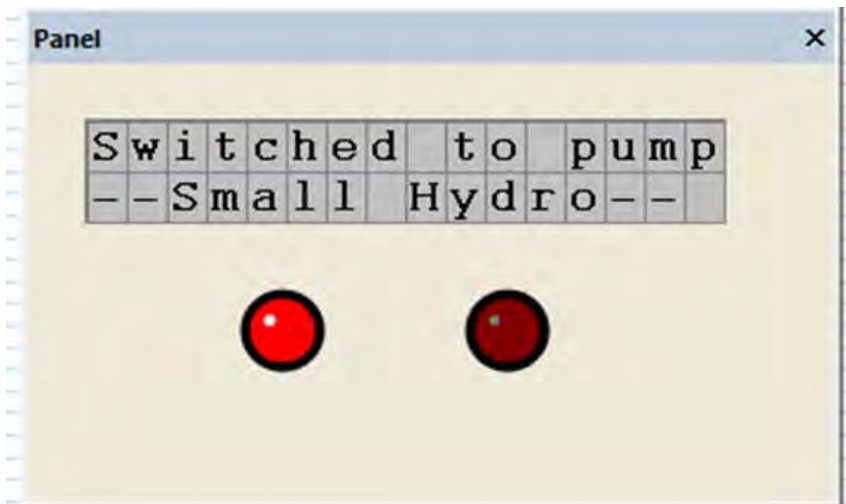 Panel
Switched to pump
--Small Hydro--